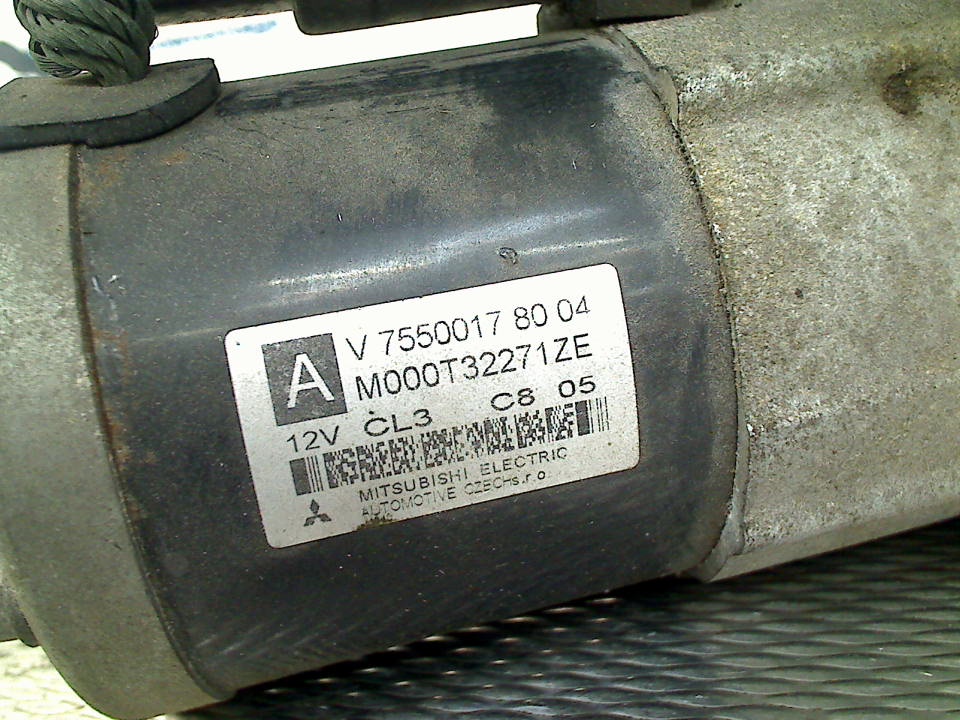 A
V 7550017 80 04
M000T32271ZE
12V CL3 C8 05
MITSUBISHI ELECTRIC
AUTOMOTIVE CZECH s.r.o